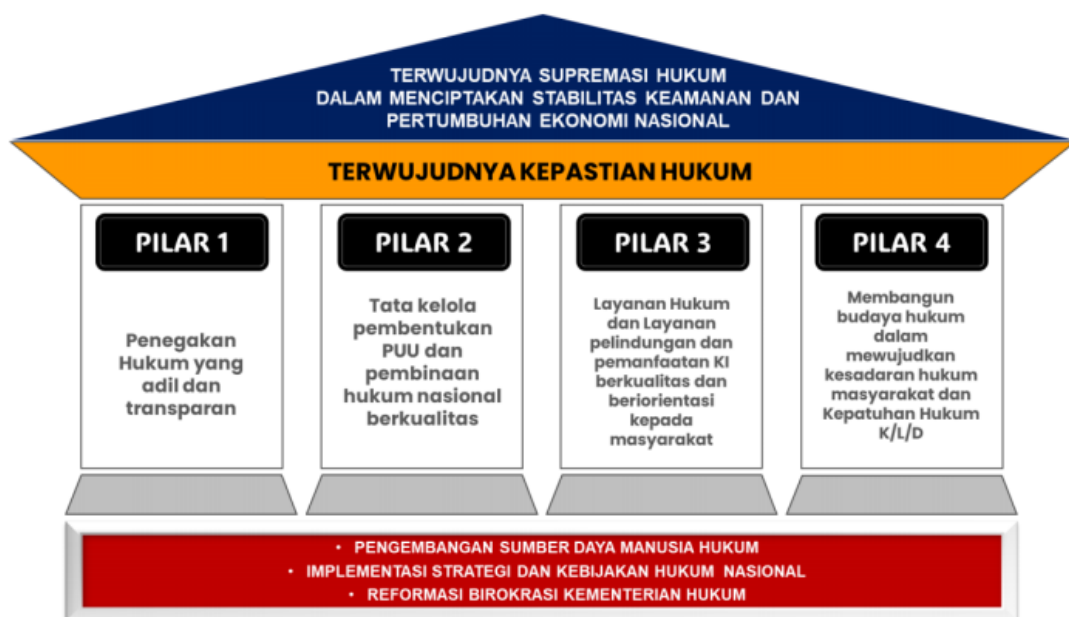 TERWUJUDNYA SUPREMASI HUKUM
DALAM MENCIPTAKAN STABILITAS KEAMANAN DAN
PERTUMBUHAN EKONOMI NASIONAL
TERWUJUDNYA KEPASTIAN HUKUM
PILAR 1
Penegakan
Hukum yang
adil dan
transparan
PILAR 2
Tata kelola
pembentukan
PUU dan
pembinaan
hukum nasional
berkualitas
PILAR 3
Layanan Hukum
dan Layanan
pelindungan dan
pemanfaatan KI
berkualitas dan
beriorientasi
kepada
masyarakat
PILAR 4
Membangun
budaya hukum
dalam
mewujudkan
kesadaran hukum
masyarakat dan
Kepatuhan Hukum
K/L/D
• PENGEMBANGAN SUMBER DAYA MANUSIA HUKUM
• IMPLEMENTASI STRATEGI DAN KEBIJAKAN HUKUM NASIONAL
• REFORMASI BIROKRASI KEMENTERIAN HUKUM